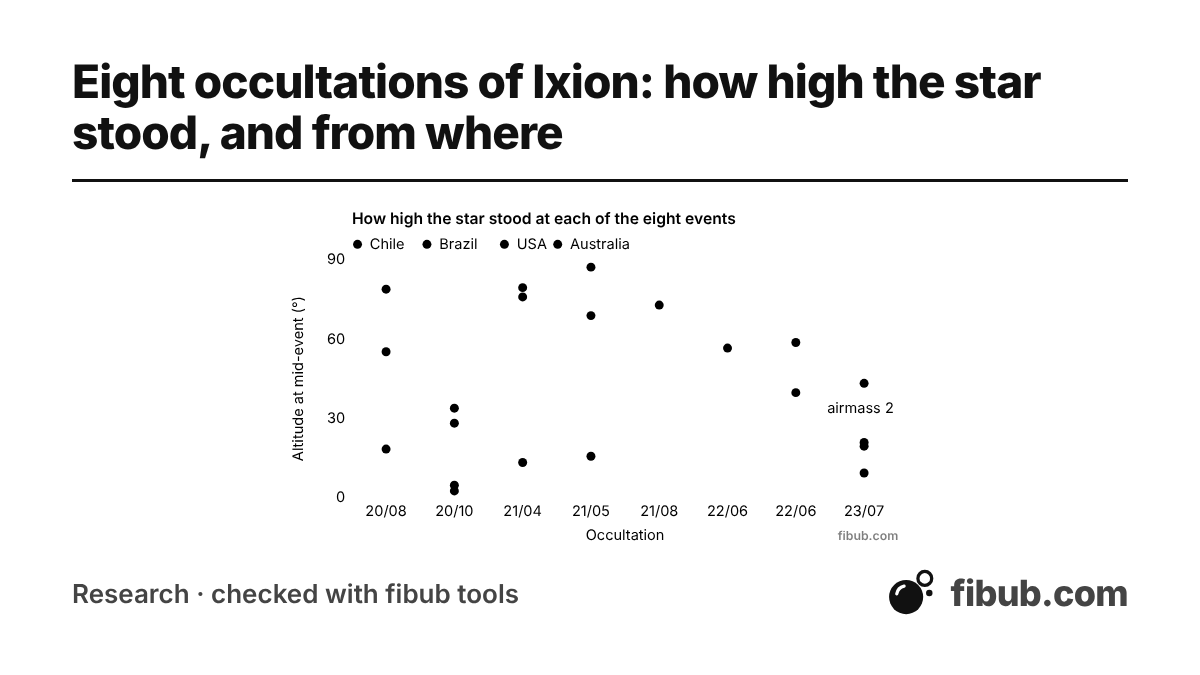 Eight occultations of Ixion: how high the star
stood, and from where
How high the star stood at each of the eight events
Chile Brazil USA Australia
90
60
30
0
Altitude at mid-event (°)
airmass 2
20/08 20/10 21/04 21/05 21/08 22/06 22/06 23/07
Occultation
fibub.com
Research · checked with fibub tools
fibub.com